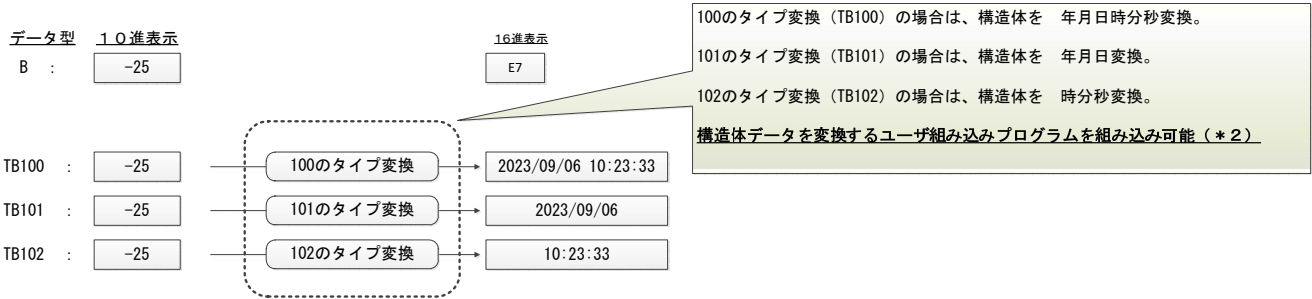 データ型 １０進表示 16進表示
B : -25 E7
100のタイプ変換（TB100）の場合は、構造体を 年月日時分秒変換。
101のタイプ変換（TB101）の場合は、構造体を 年月日変換。
102のタイプ変換（TB102）の場合は、構造体を 時分秒変換。
構造体データを変換するユーザ組み込みプログラムを組み込み可能（＊２）
TB100 : -25 100のタイプ変換 2023/09/06 10:23:33
TB101 : -25 101のタイプ変換 2023/09/06
TB102 : -25 102のタイプ変換 10:23:33